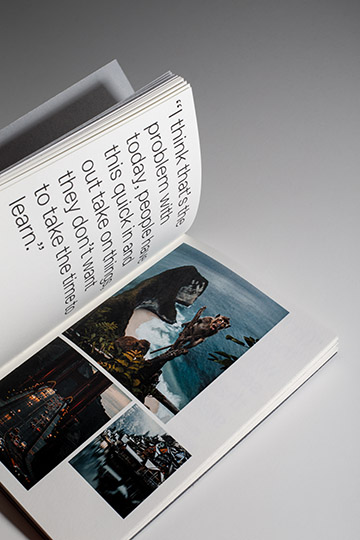 “I think that's the
problem with
today, people have
this quick in and
out take on things,
they don't want
to take the time to
learn.”